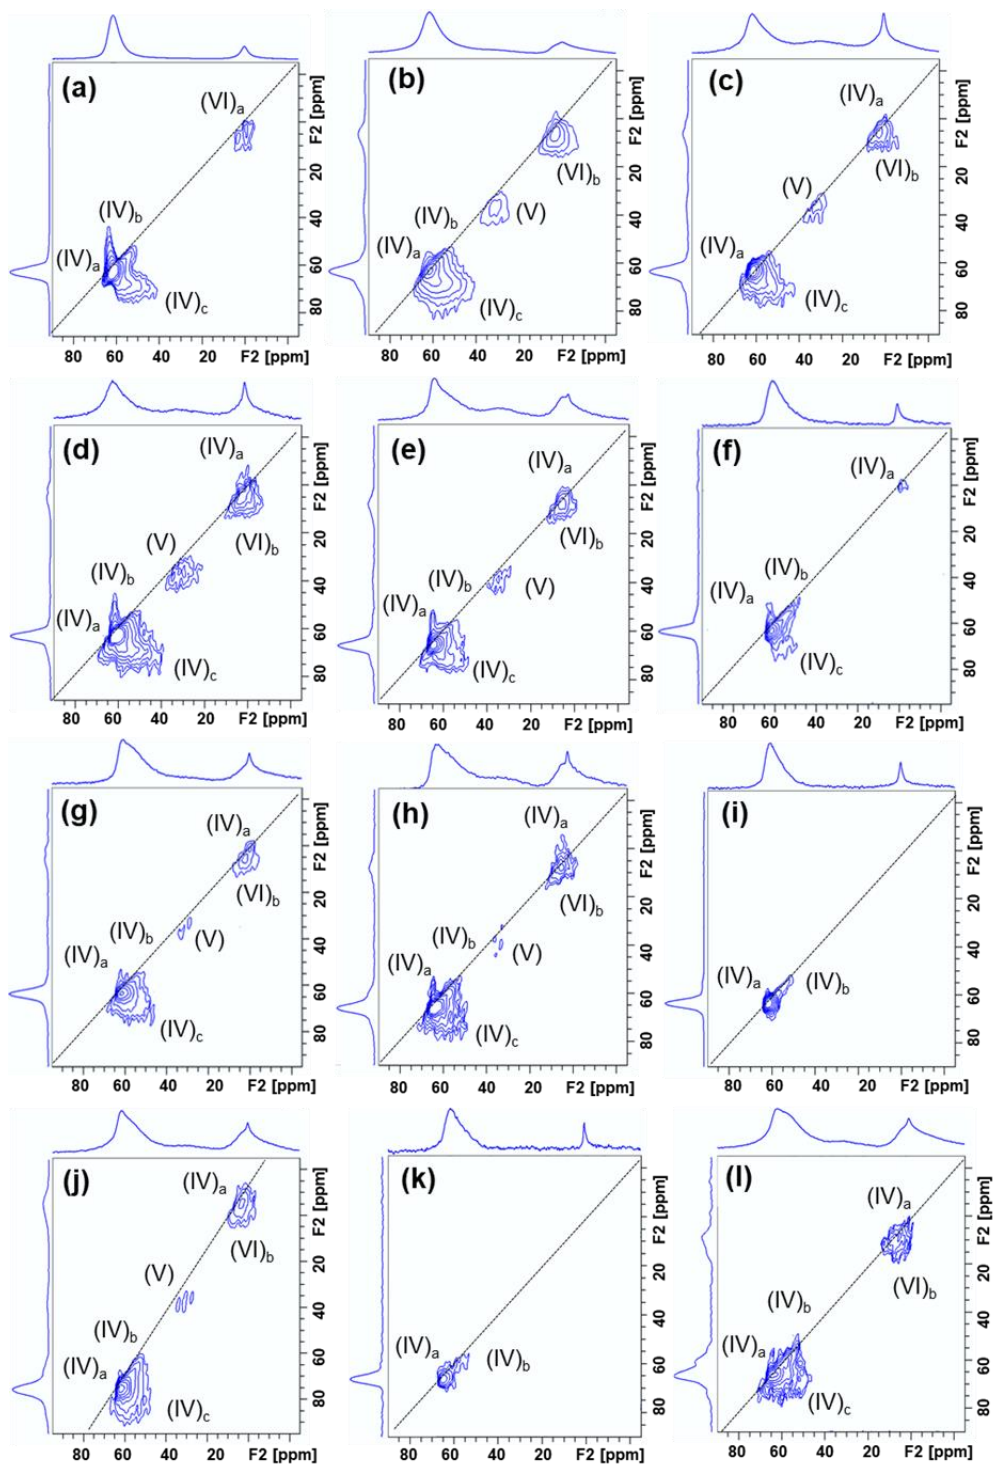 (a)
(VI)a
(IV)b
(IV)a
(IV)c
F2 [ppm]
20
40
60
80
80 60 40 20 F2 [ppm]
(b)
(VI)b
(V)
(IV)b
(IV)a
(IV)c
F2 [ppm]
20
40
60
80
80 60 40 20 F2 [ppm]
(c)
(IV)a
(VI)b
(V)
(IV)a
(IV)c
F2 [ppm]
20
40
60
80
80 60 40 20 F2 [ppm]
(d)
(IV)a
(V)
(VI)b
(IV)b
(IV)a
(IV)c
F2 [ppm]
20
40
60
80
80 60 40 20 F2 [ppm]
(e)
(IV)a
(VI)b
(IV)b
(V)
(IV)a
(IV)c
F2 [ppm]
20
40
60
80
80 60 40 20 F2 [ppm]
(f)
(IV)a
(IV)b
(IV)a
(IV)c
F2 [ppm]
20
40
60
80
80 60 40 20 F2 [ppm]
(g)
(IV)a
(VI)b
(IV)b
(V)
(IV)a
(IV)c
F2 [ppm]
20
40
60
80
80 60 40 20 F2 [ppm]
(h)
(IV)a
(VI)b
(IV)b
(V)
(IV)a
(IV)c
F2 [ppm]
20
40
60
80
80 60 40 20 F2 [ppm]
(i)
(IV)a
(IV)b
F2 [ppm]
20
40
60
80
80 60 40 20 F2 [ppm]
(j)
(IV)a
(VI)b
(V)
(IV)b
(IV)a
(IV)c
F2 [ppm]
20
40
60
80
80 60 40 20 F2 [ppm]
(k)
(IV)a
(IV)b
F2 [ppm]
20
40
60
80
80 60 40 20 F2 [ppm]
(l)
(IV)a
(VI)b
(IV)b
(IV)a
(IV)c
F2 [ppm]
20
40
60
80
80 60 40 20 F2 [ppm]